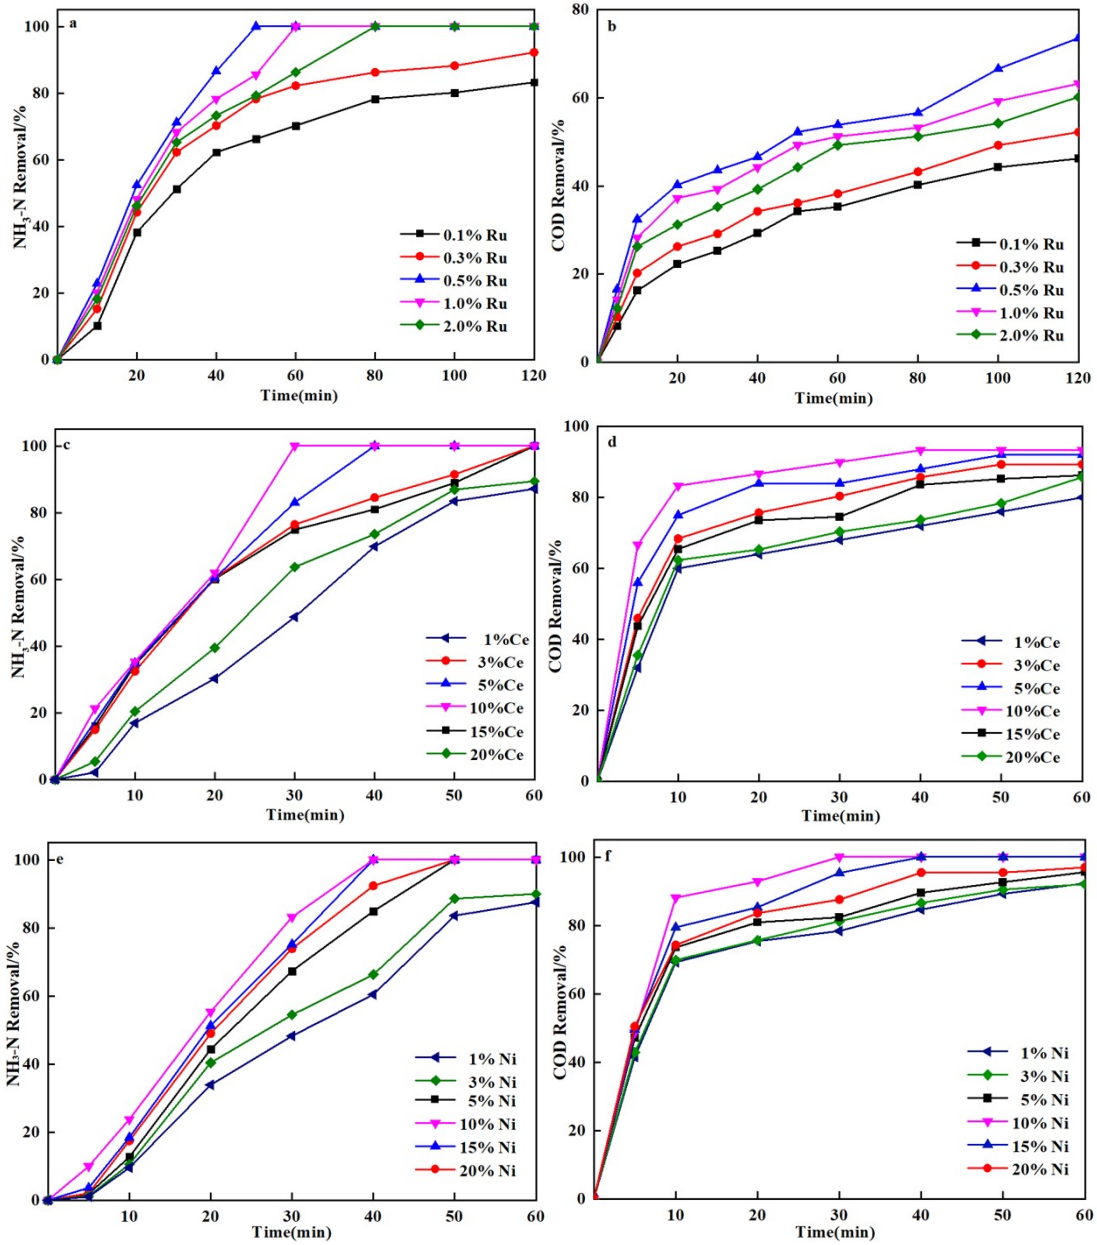 a
100
80
60
40
20
0
NH3-N Removal/%
0.1% Ru
0.3% Ru
0.5% Ru
1.0% Ru
2.0% Ru
20 40 60 80 100 120
Time(min)
b
80
60
40
20
0
COD Removal/%
0.1% Ru
0.3% Ru
0.5% Ru
1.0% Ru
2.0% Ru
20 40 60 80 100 120
Time(min)
c
100
80
60
40
20
0
NH3-N Removal/%
1%Ce
3%Ce
5%Ce
10%Ce
15%Ce
20%Ce
10 20 30 40 50 60
Time(min)
d
100
80
60
40
20
0
COD Removal/%
1%Ce
3%Ce
5%Ce
10%Ce
15%Ce
20%Ce
10 20 30 40 50 60
Time(min)
e
100
80
60
40
20
0
NH3-N Removal/%
1% Ni
3% Ni
5% Ni
10% Ni
15% Ni
20% Ni
10 20 30 40 50 60
Time(min)
f
100
80
60
40
20
0
COD Removal/%
1% Ni
3% Ni
5% Ni
10% Ni
15% Ni
20% Ni
10 20 30 40 50 60
Time(min)